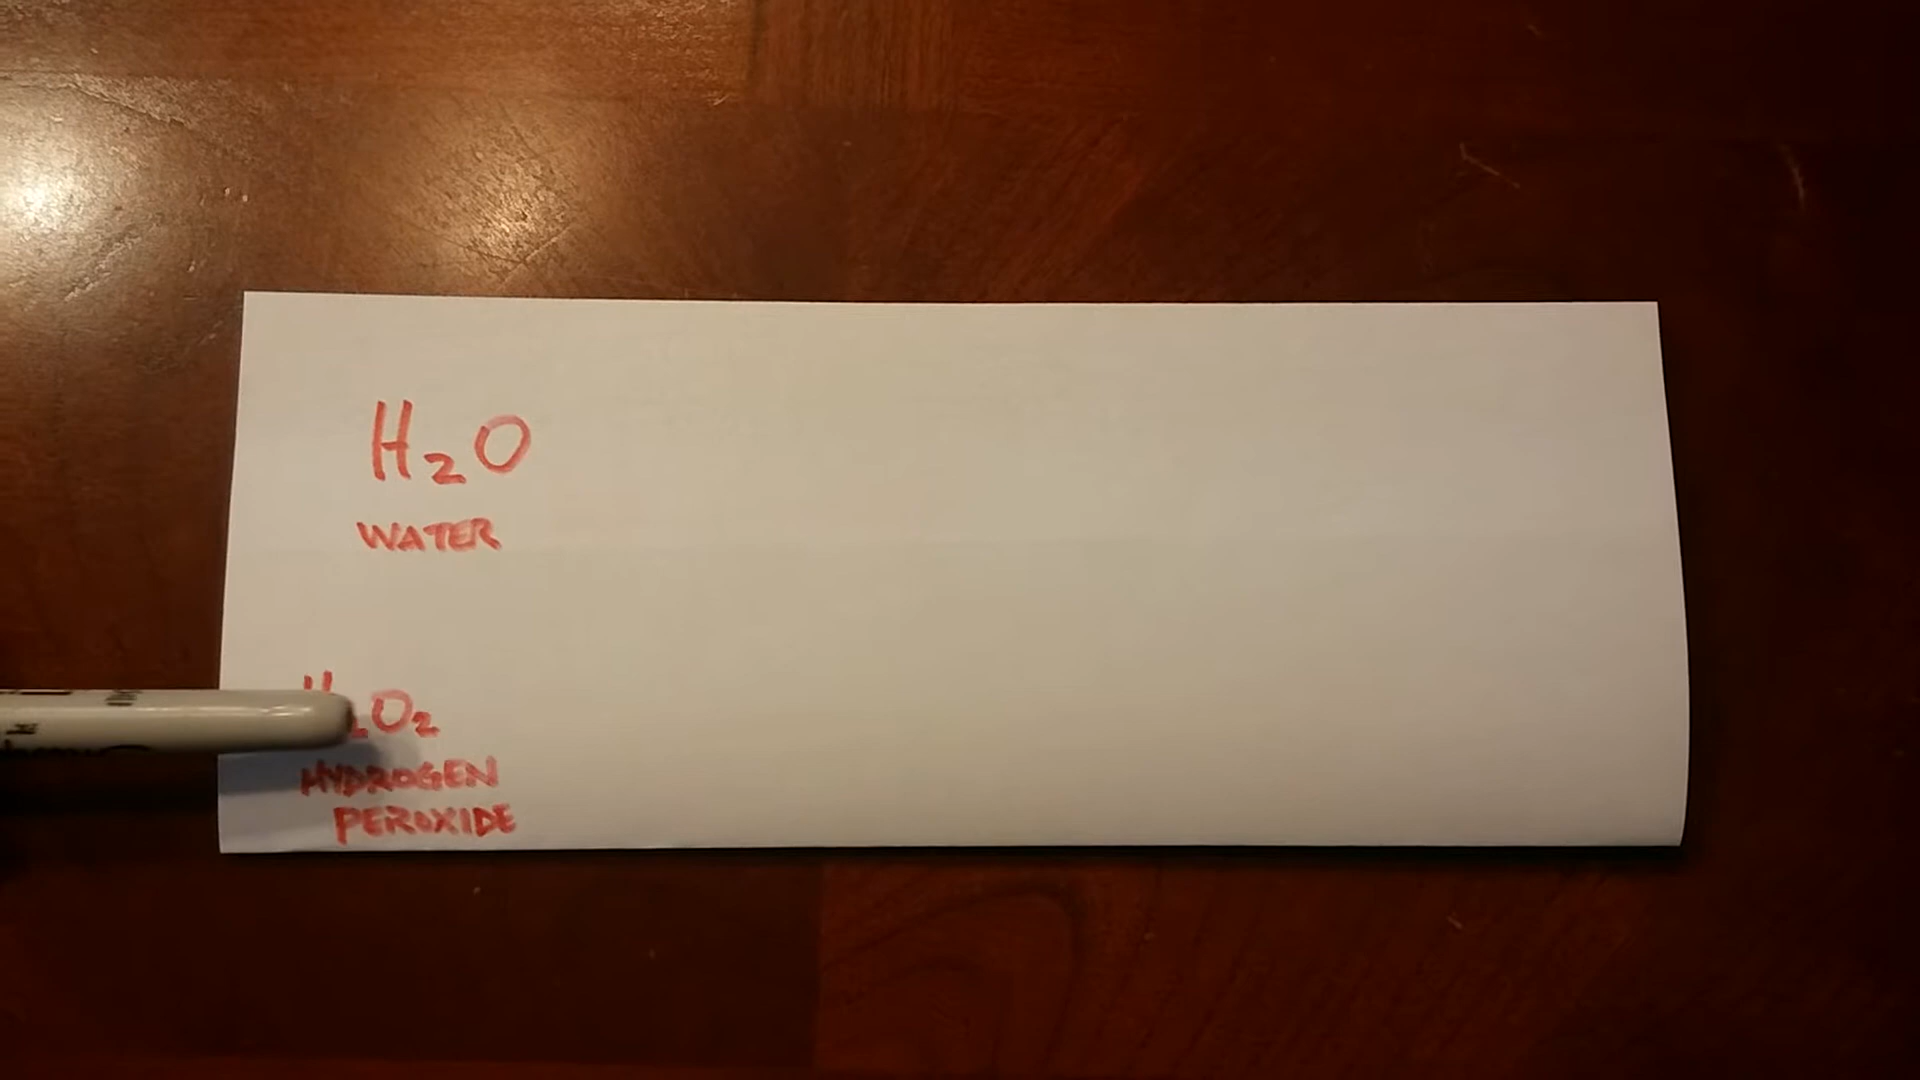 H₂O
WATER
H₂O₂
HYDROGEN
PEROXIDE